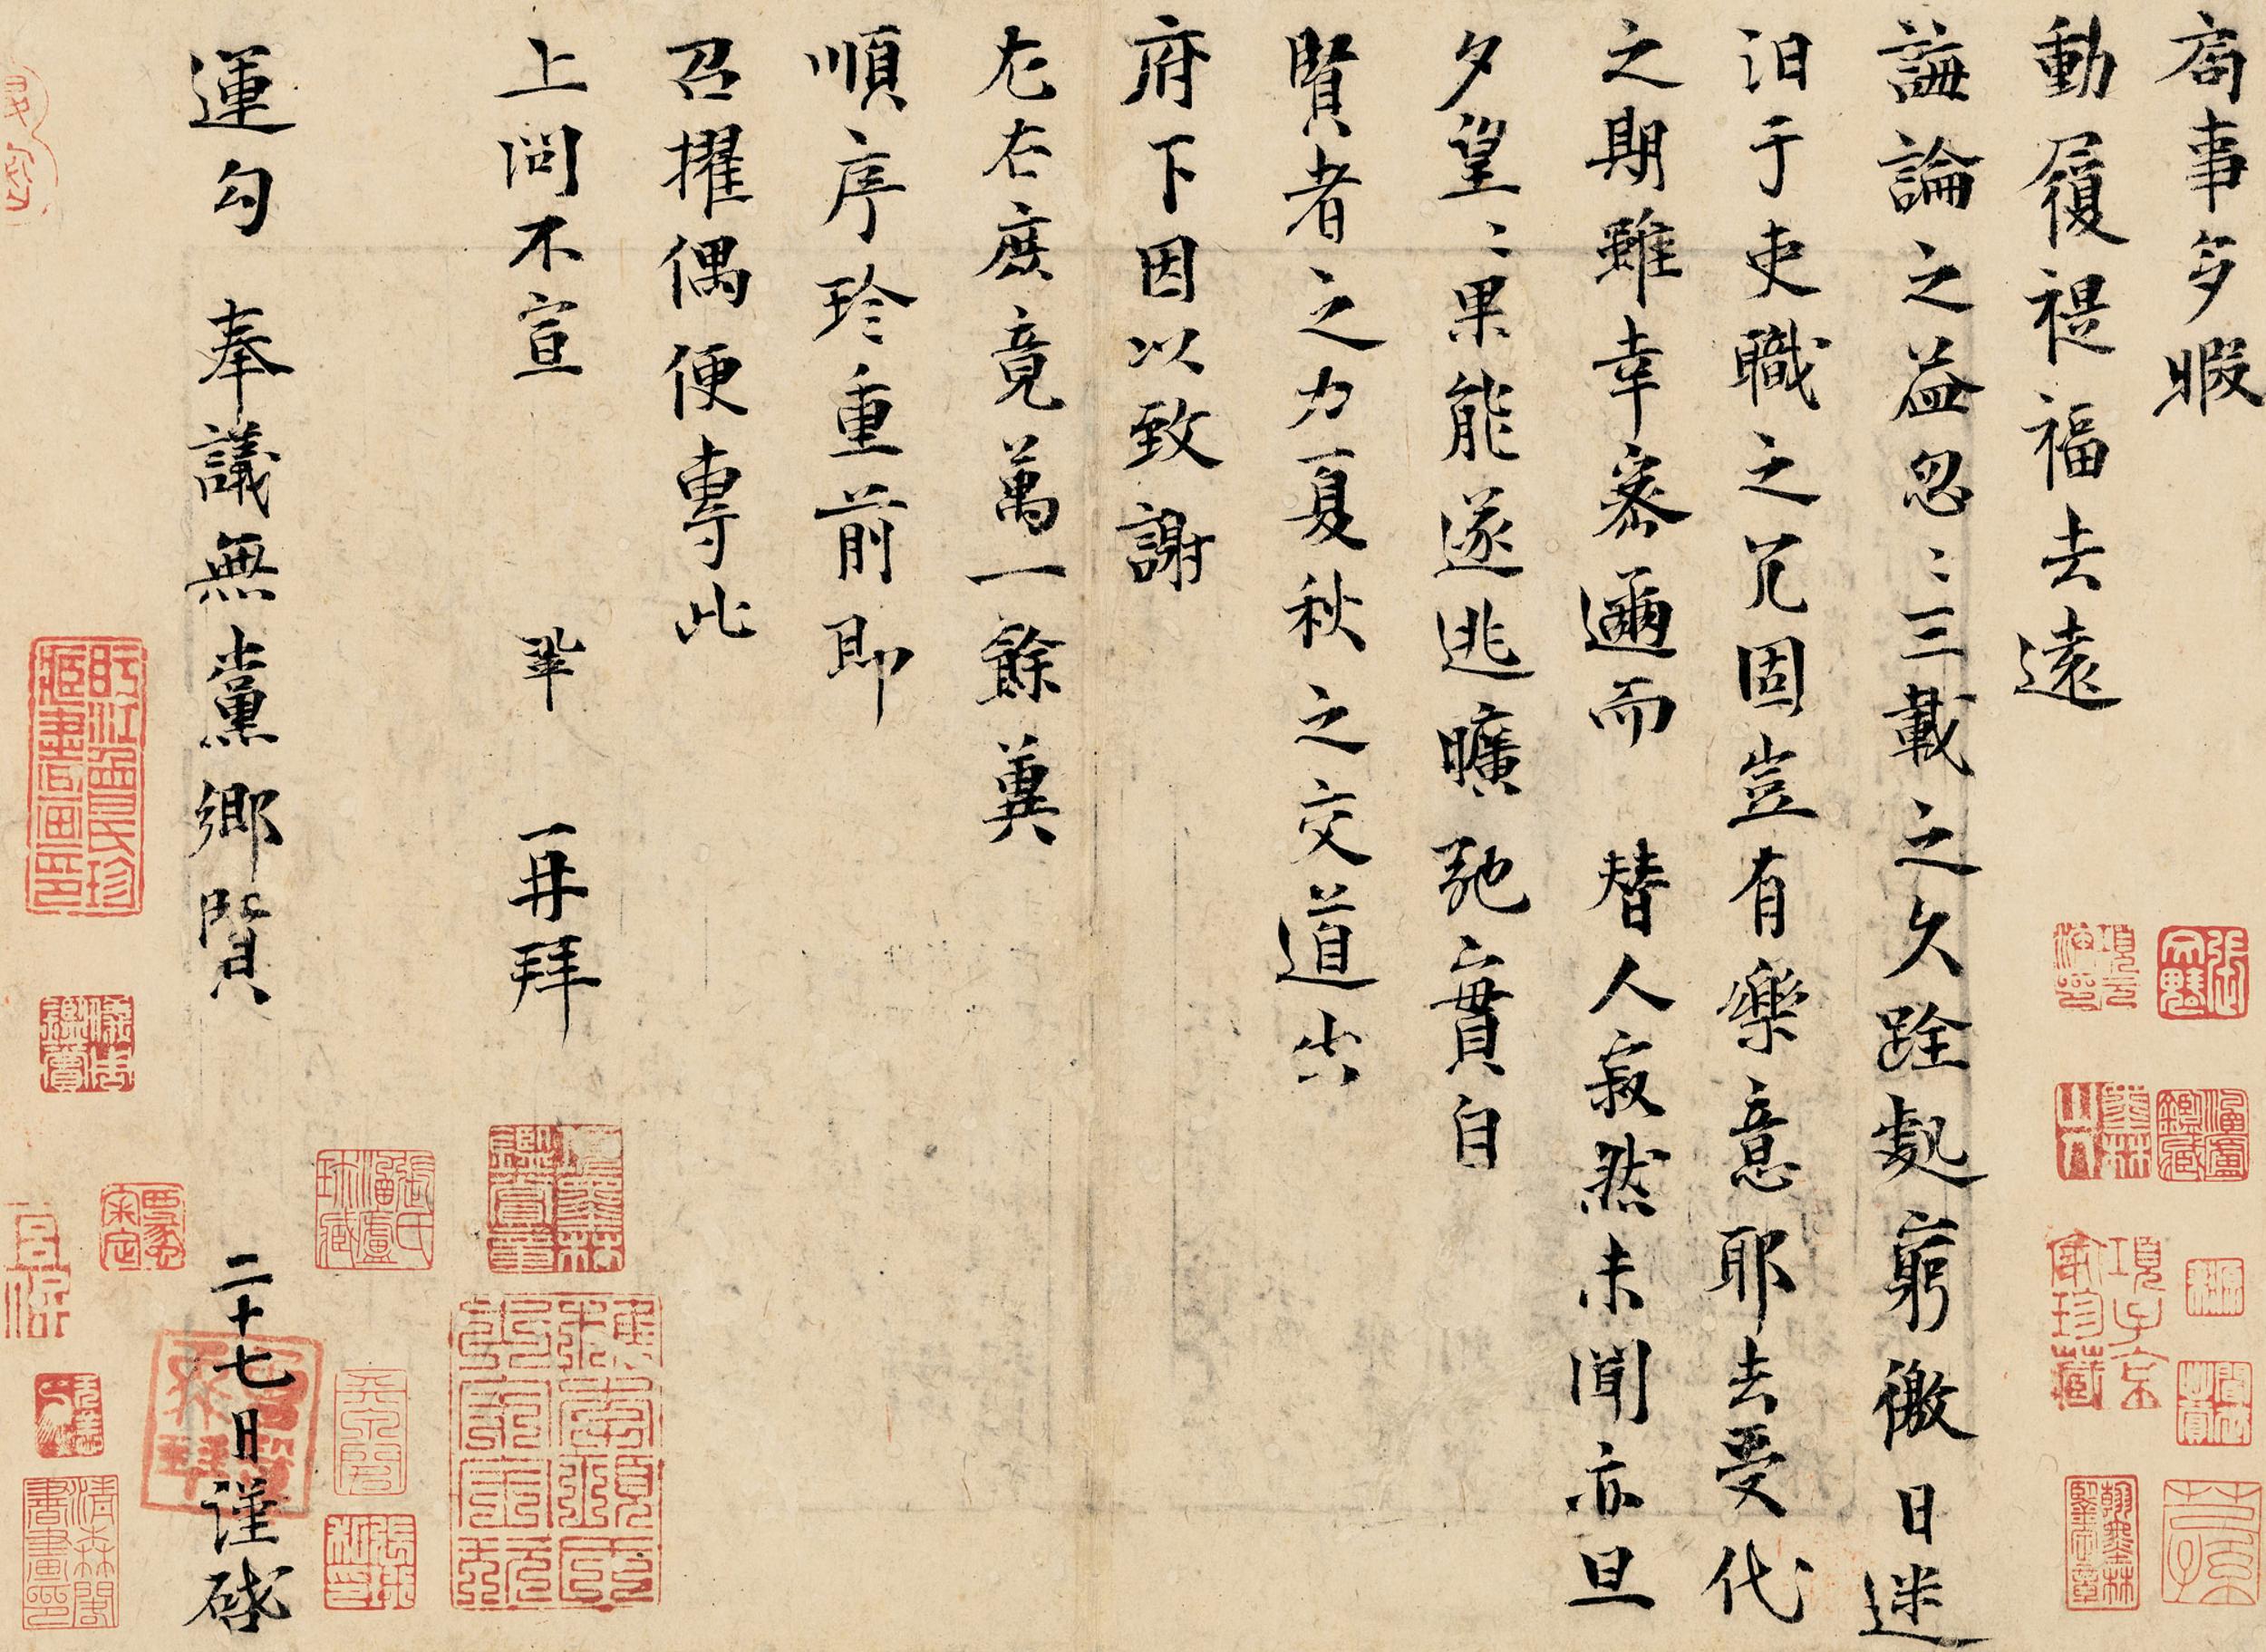 局事多暇
動履禔福去遠
誨論之益忽﹦三載之久跧處窮徼日迷
汩于吏職之冗固豈有樂意耶去受代
之期雖幸密邇而 替人寂然未聞亦旦
夕望﹦果能遂逃曠弛實自
賢者之力夏秋之交道出
府下因以致謝
左右庶竟萬一餘冀
順序珍重前即
召擢偶便專此
上問不宣 鞏 再拜
運勾 奉議無黨鄉賢 二十七日謹啟